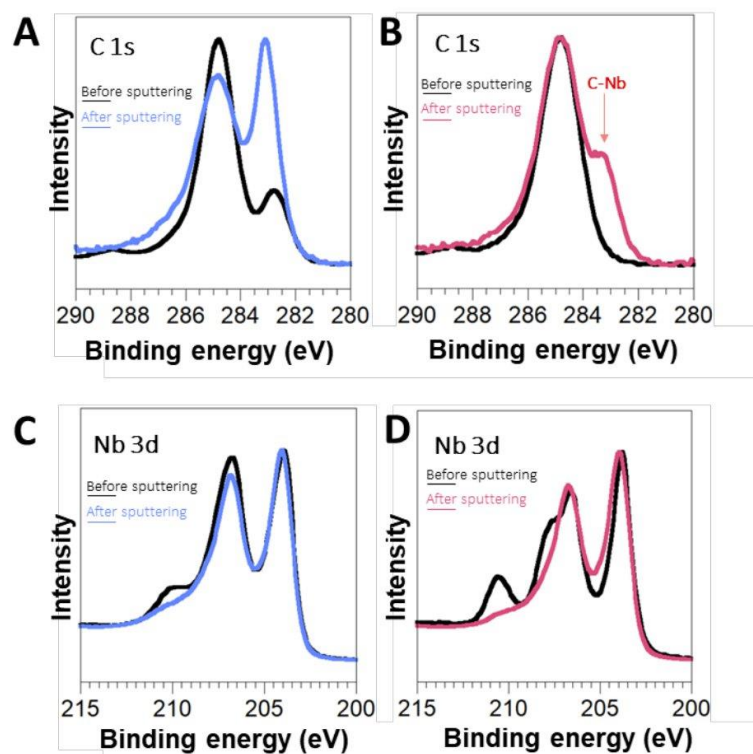 A
C 1s
Before sputtering
After sputtering
Intensity
290 288 286 284 282 280
Binding energy (eV)
B
C 1s
Before sputtering
After sputtering
C-Nb
Intensity
290 288 286 284 282 280
Binding energy (eV)
C
Nb 3d
Before sputtering
After sputtering
Intensity
215 210 205 200
Binding energy (eV)
D
Nb 3d
Before sputtering
After sputtering
Intensity
215 210 205 200
Binding energy (eV)